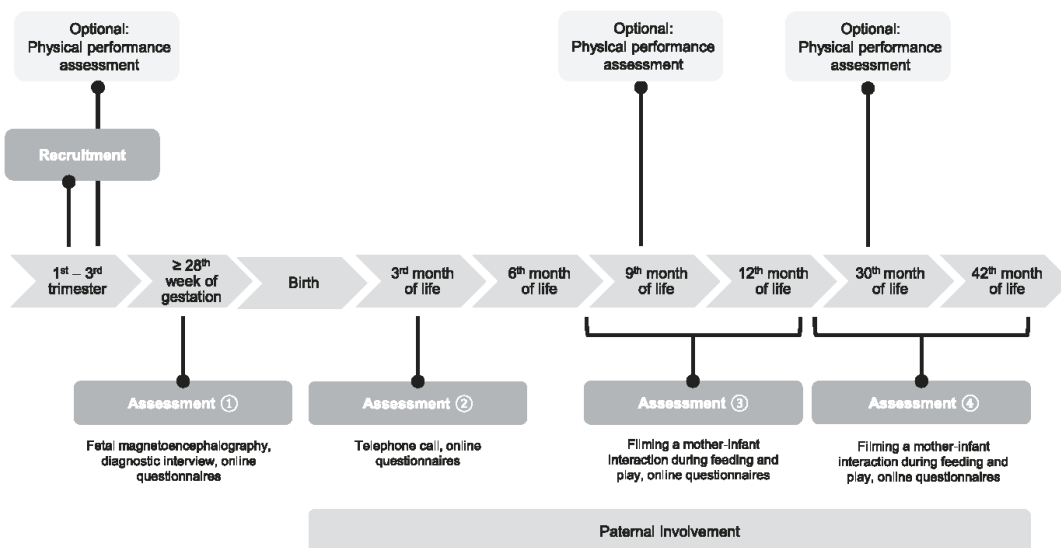 Optional:
Physical performance
assessment
Optional:
Physical performance
assessment
Optional:
Physical performance
assessment
Recruitment
1st – 3rd
trimester
≥ 28th
week of
gestation
Birth
3rd month
of life
6th month
of life
9th month
of life
12th month
of life
30th month
of life
42th month
of life
Assessment ①
Assessment ②
Assessment ③
Assessment ④
Fetal magnetoencephalography,
diagnostic interview, online
questionnaires
Telephone call, online
questionnaires
Filming a mother-infant
interaction during feeding and
play, online questionnaires
Filming a mother-infant
interaction during feeding and
play, online questionnaires
Paternal Involvement